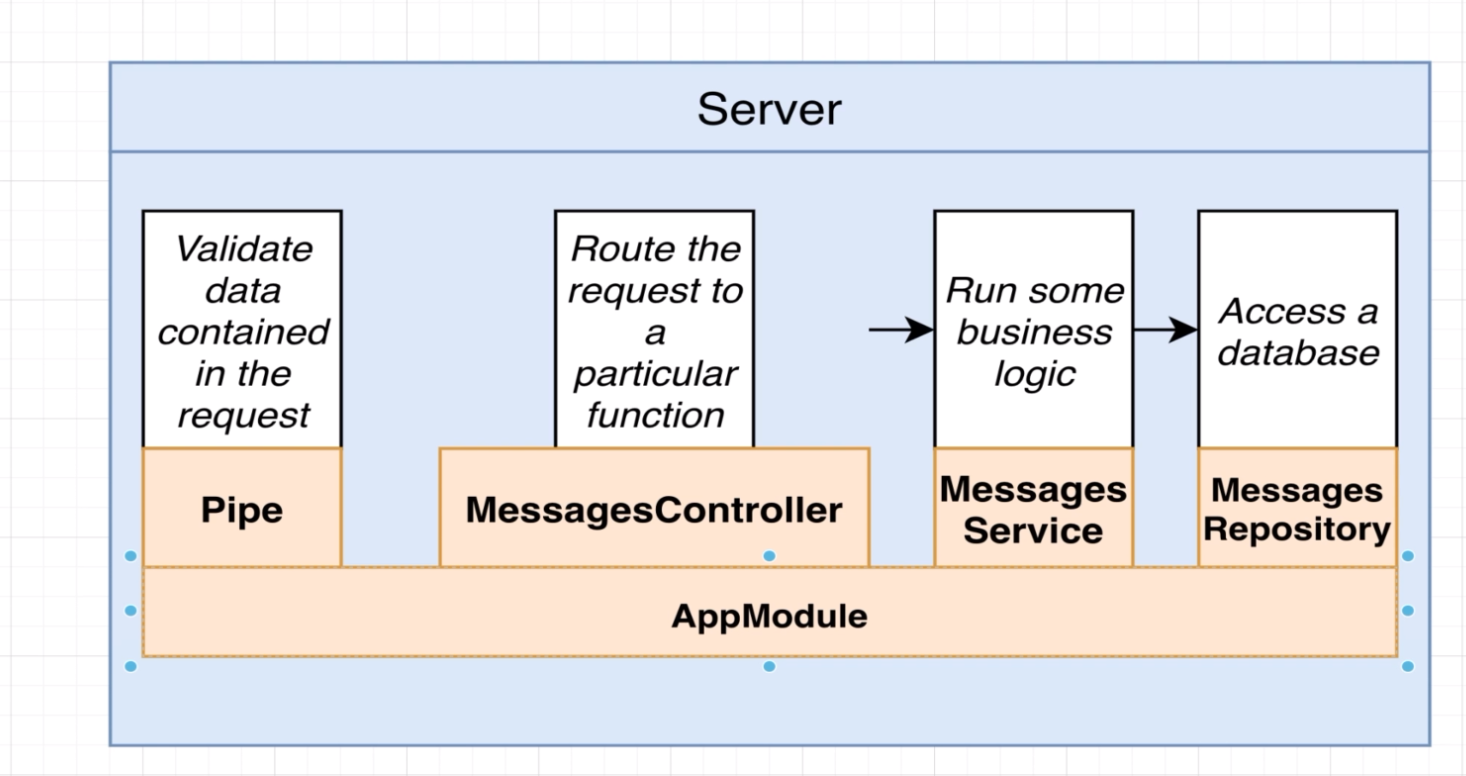 Server
Validate
data
contained
in the
request
Route the
request to
a
particular
function
Run some
business
logic
Access a
database
Pipe
MessagesController
Messages
Service
Messages
Repository
AppModule